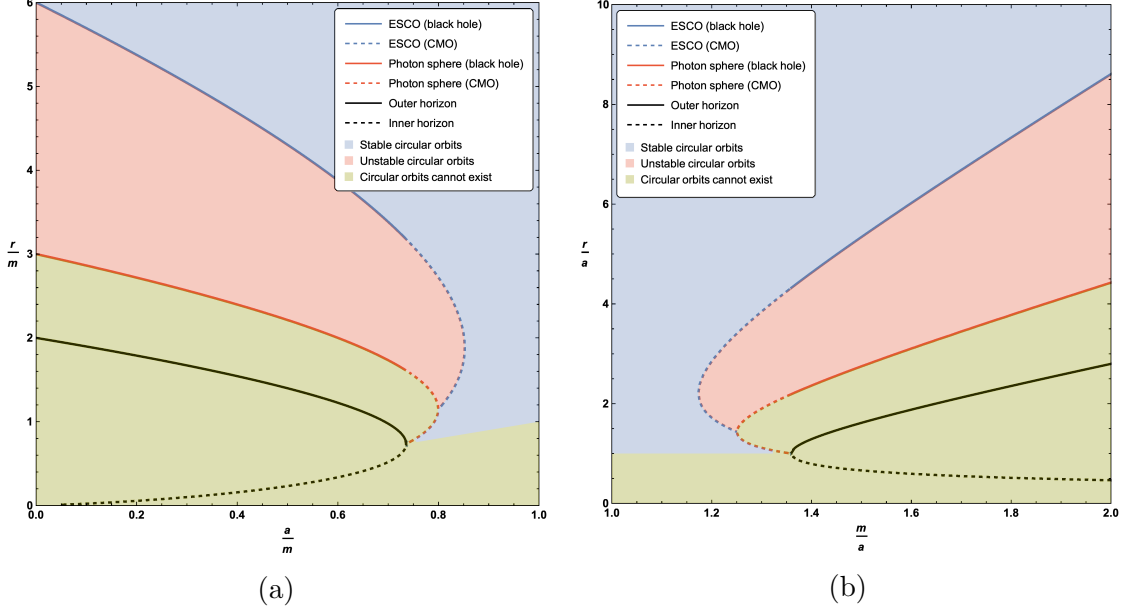 6
5
4
3
2
1
0
r
m
0.0 0.2 0.4 0.6 0.8 1.0
a
m
ESCO (black hole)
ESCO (CMO)
Photon sphere (black hole)
Photon sphere (CMO)
Outer horizon
Inner horizon
Stable circular orbits
Unstable circular orbits
Circular orbits cannot exist
(a)
10
8
6
4
2
0
r
a
1.0 1.2 1.4 1.6 1.8 2.0
m
a
ESCO (black hole)
ESCO (CMO)
Photon sphere (black hole)
Photon sphere (CMO)
Outer horizon
Inner horizon
Stable circular orbits
Unstable circular orbits
Circular orbits cannot exist
(b)